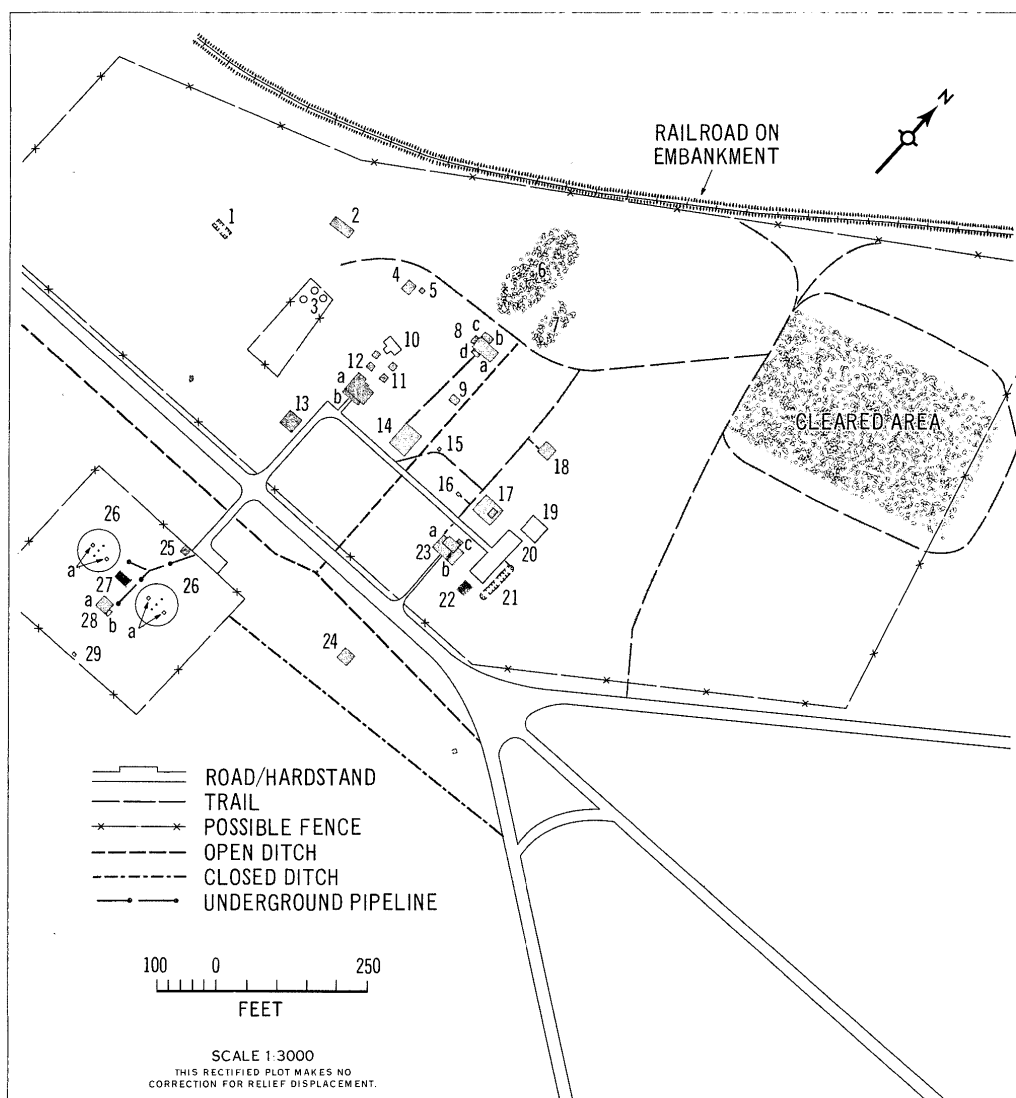 N
RAILROAD ON
EMBANKMENT
1
2
3
4
5
6
7
8
c
b
d
a
9
10
11
12
a
b
13
14
15
16
17
18
19
20
21
22
23
a
c
b
CLEARED AREA
24
25
26
a
27
26
a
28
a
b
29
ROAD/HARDSTAND
TRAIL
POSSIBLE FENCE
OPEN DITCH
CLOSED DITCH
UNDERGROUND PIPELINE
100 0 250
FEET
SCALE 1:3000
THIS RECTIFIED PLOT MAKES NO
CORRECTION FOR RELIEF DISPLACEMENT.